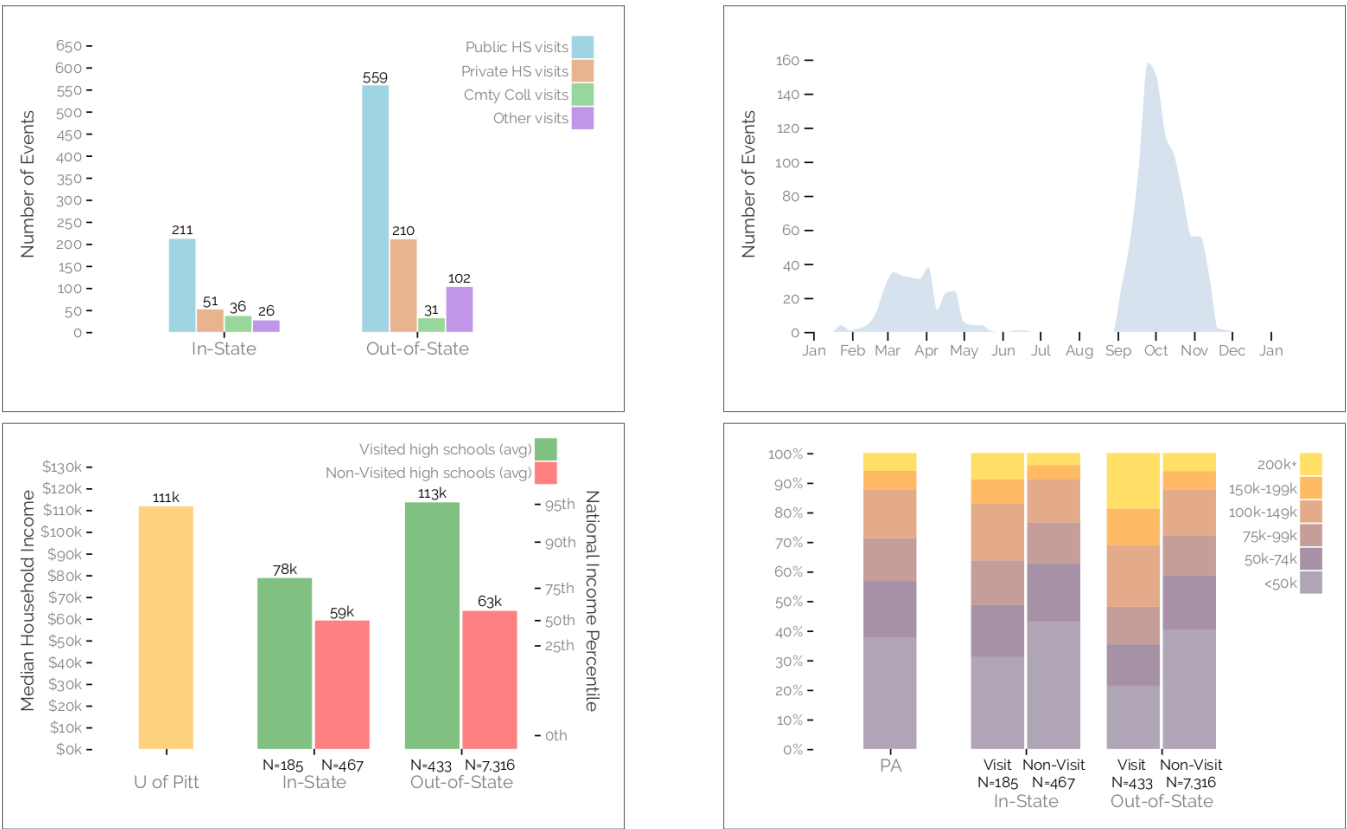 Number of Events
650
600
550
500
450
400
350
300
250
200
150
100
50
0
Public HS visits
Private HS visits
Cmty Coll visits
Other visits
211
51
36
26
559
210
31
102
In-State
Out-of-State
Number of Events
160
140
120
100
80
60
40
20
0
Jan Feb Mar Apr May Jun Jul Aug Sep Oct Nov Dec Jan
Median Household Income
$130k
$120k
$110k
$100k
$90k
$80k
$70k
$60k
$50k
$40k
$30k
$20k
$10k
$0k
Visited high schools (avg)
Non-Visited high schools (avg)
111k
78k
59k
113k
63k
95th
90th
75th
50th
25th
0th
National Income Percentile
N=185 N=467 N=433 N=7,316
U of Pitt In-State Out-of-State
100%
90%
80%
70%
60%
50%
40%
30%
20%
10%
0%
200k+
150k-199k
100k-149k
75k-99k
50k-74k
<50k
PA Visit Non-Visit Visit Non-Visit
N=185 N=467 N=433 N=7,316
In-State Out-of-State